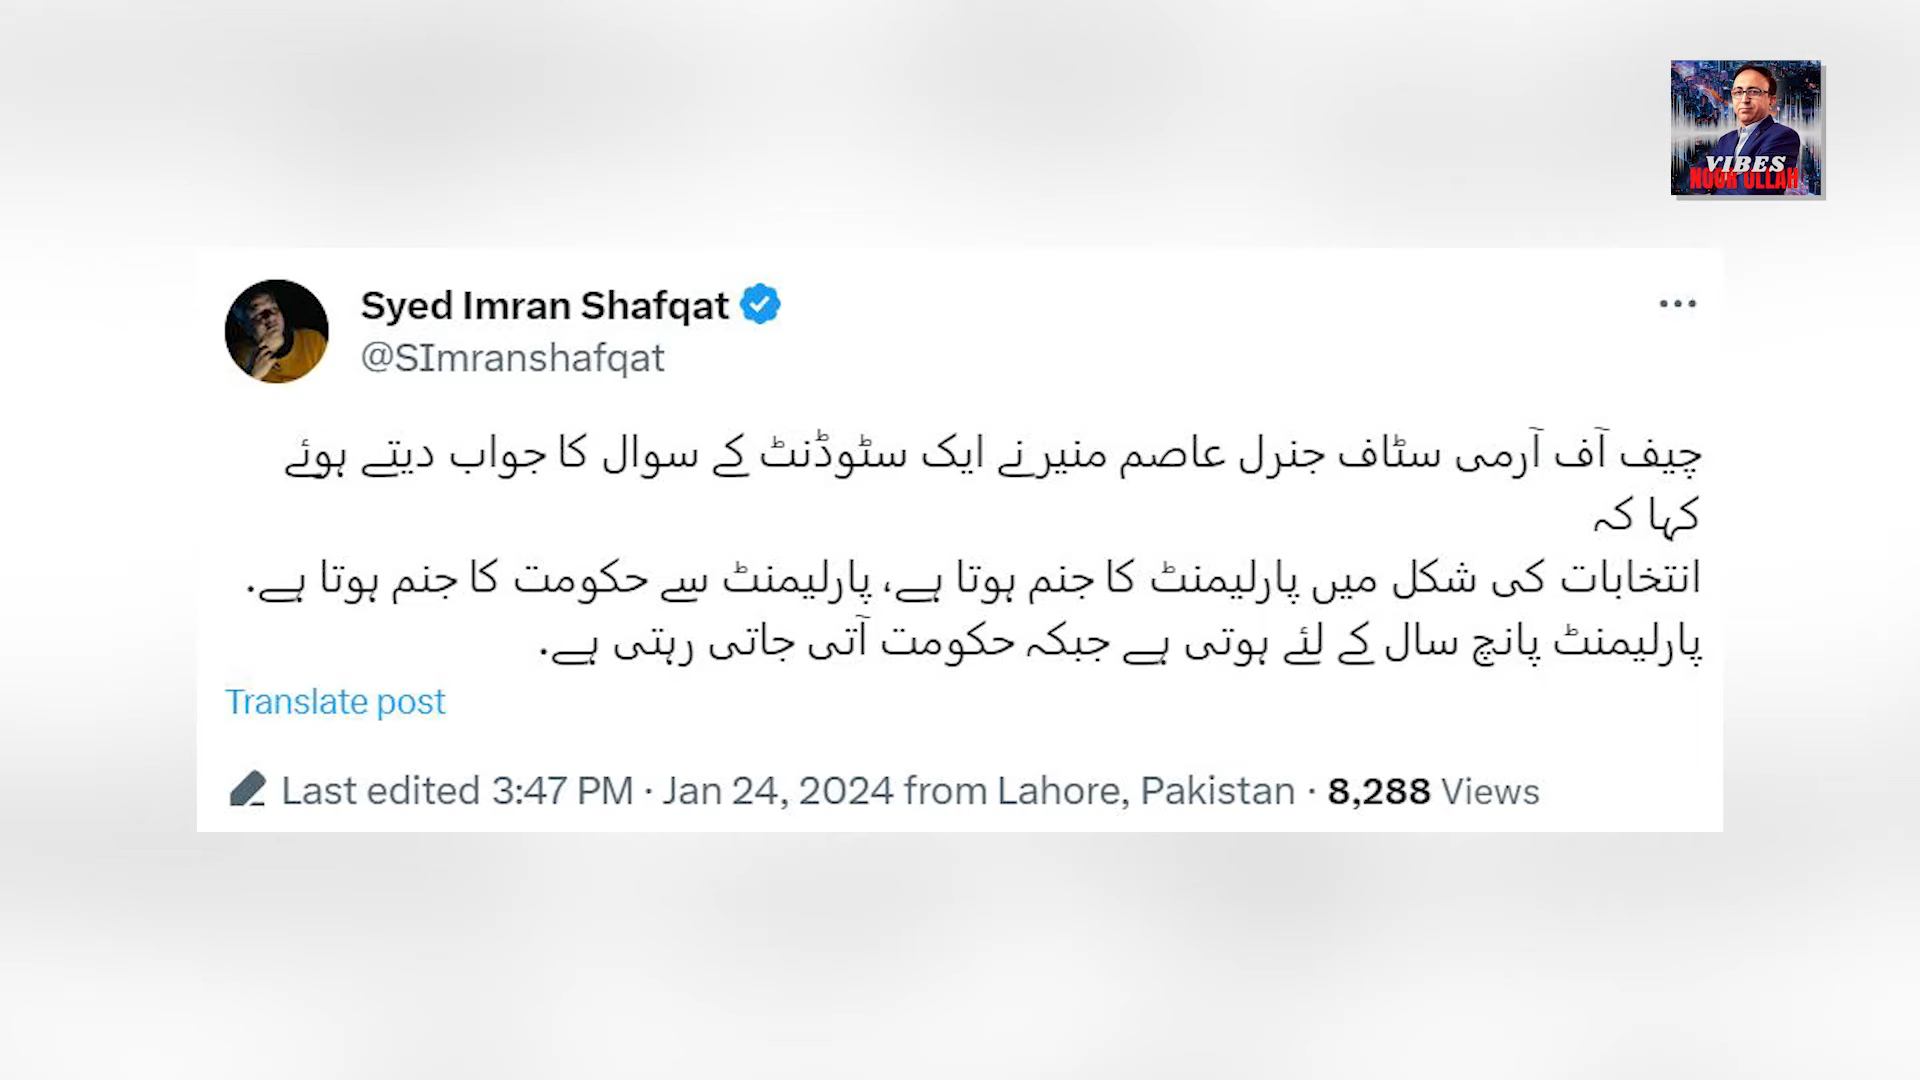 VIBES
NOOR ULLAH
Syed Imran Shafqat
@SImranshafqat
چیف آف آرمی سٹاف جنرل عاصم منیر نے ایک سٹوڈنٹ کے سوال کا جواب دیتے ہوئے
کہا کہ
انتخابات کی شکل میں پارلیمنٹ کا جنم ہوتا ہے، پارلیمنٹ سے حکومت کا جنم ہوتا ہے.
پارلیمنٹ پانچ سال کے لئے ہوتی ہے جبکہ حکومت آتی جاتی رہتی ہے.
Translate post
Last edited 3:47 PM · Jan 24, 2024 from Lahore, Pakistan · 8,288 Views